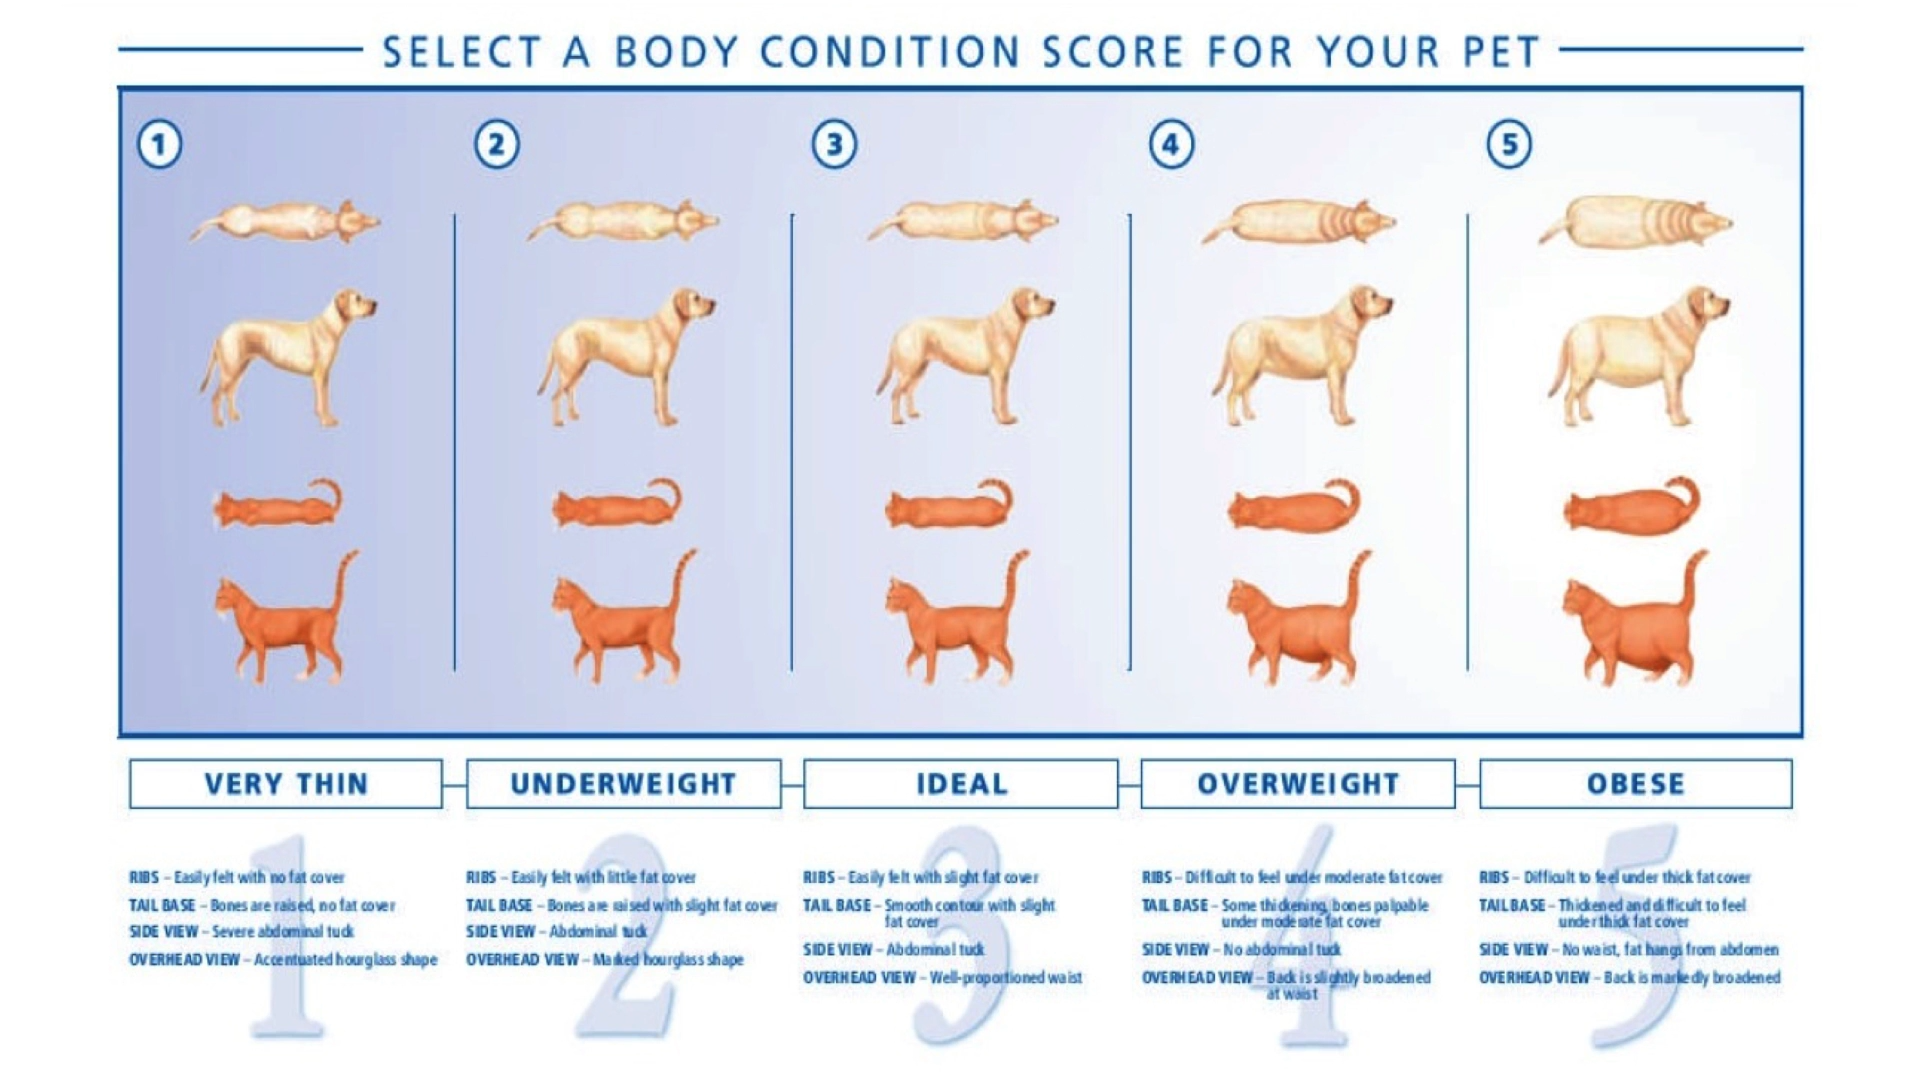 SELECT A BODY CONDITION SCORE FOR YOUR PET
1
2
3
4
5
VERY THIN
UNDERWEIGHT
IDEAL
OVERWEIGHT
OBESE
1
RIBS – Easily felt with no fat cover
TAIL BASE – Bones are raised, no fat cover
SIDE VIEW – Severe abdominal tuck
OVERHEAD VIEW – Accentuated hourglass shape
2
RIBS – Easily felt with little fat cover
TAIL BASE – Bones are raised with slight fat cover
SIDE VIEW – Abdominal tuck
OVERHEAD VIEW – Marked hourglass shape
3
RIBS – Easily felt with slight fat cover
TAIL BASE – Smooth contour with slight
fat cover
SIDE VIEW – Abdominal tuck
OVERHEAD VIEW – Well-proportioned waist
4
RIBS – Difficult to feel under moderate fat cover
TAIL BASE – Some thickening, bones palpable
under moderate fat cover
SIDE VIEW – No abdominal tuck
OVERHEAD VIEW – Back is slightly broadened
at waist
5
RIBS – Difficult to feel under thick fat cover
TAIL BASE – Thickened and difficult to feel
under thick fat cover
SIDE VIEW – No waist, fat hangs from abdomen
OVERHEAD VIEW – Back is markedly broadened